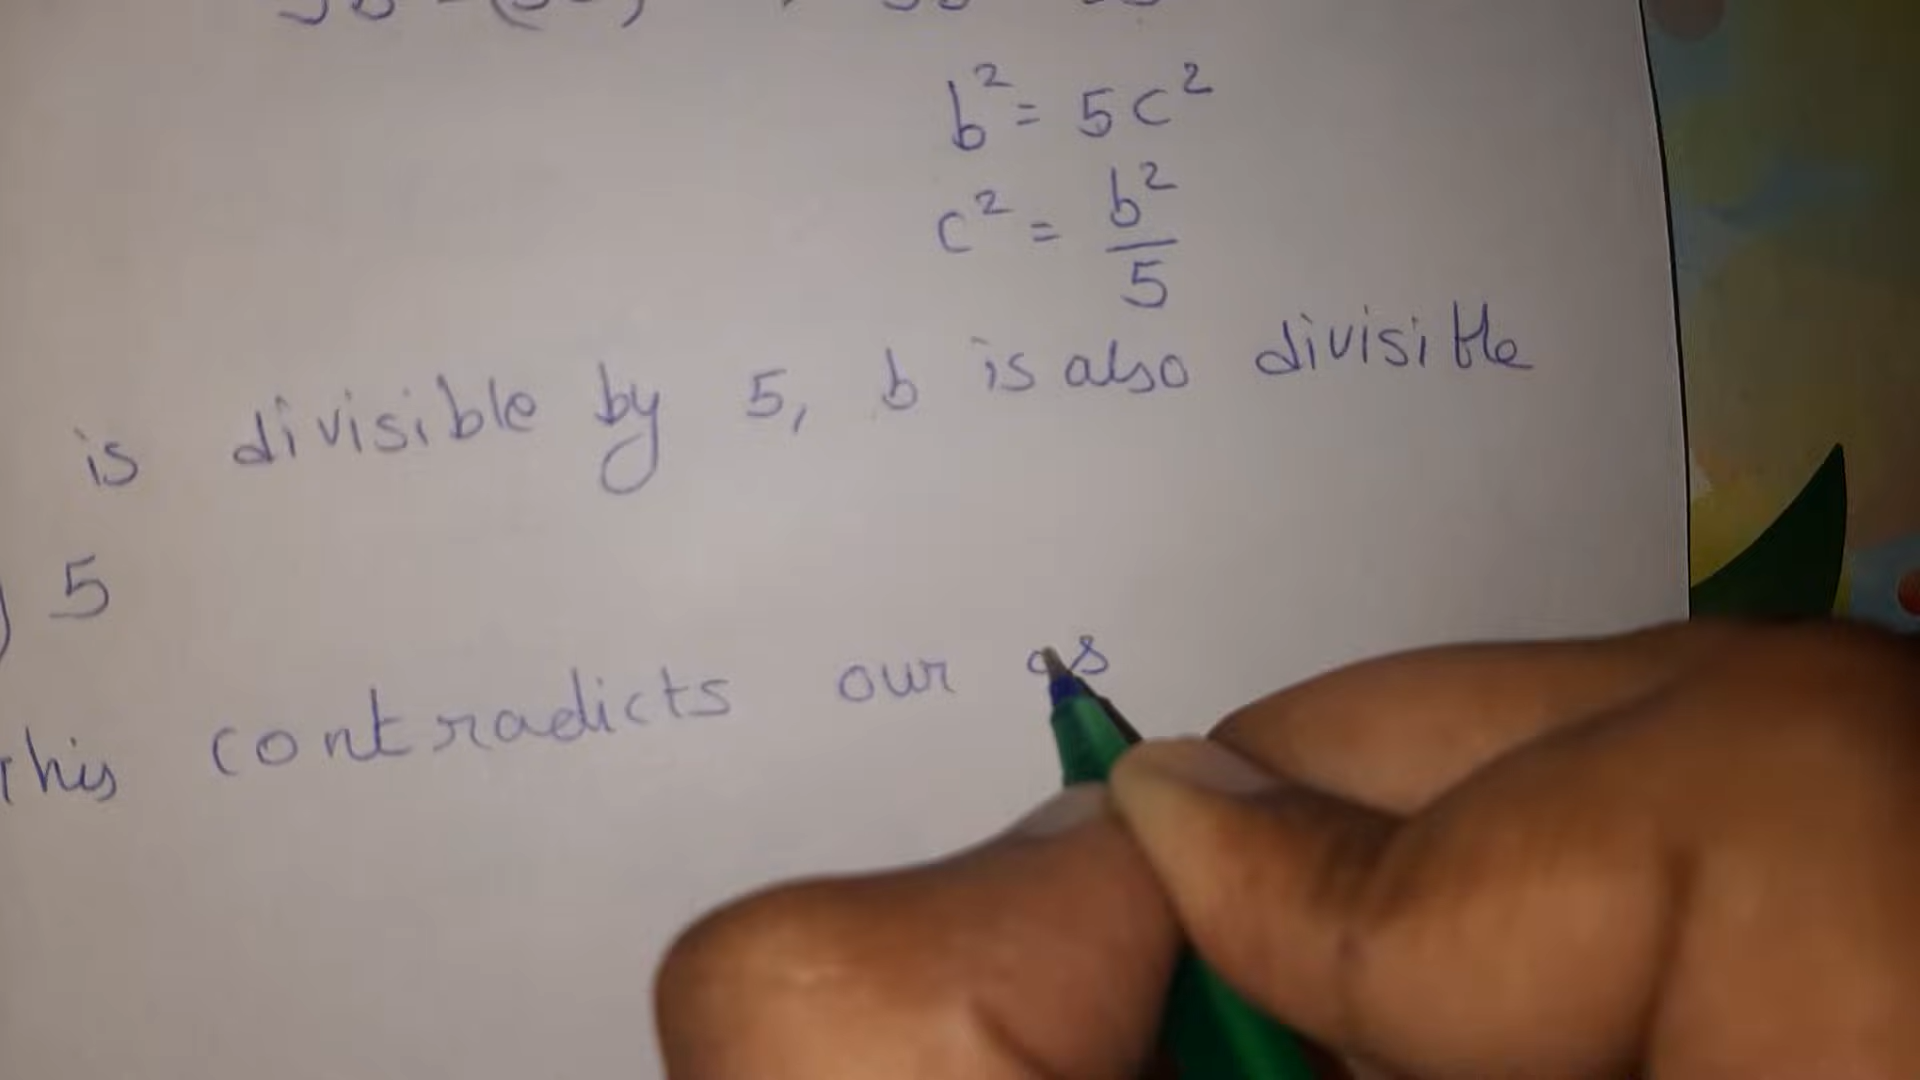 b² = 5c²
c² = b²/5
is divisible by 5, b is also divisible
5
This contradicts our as